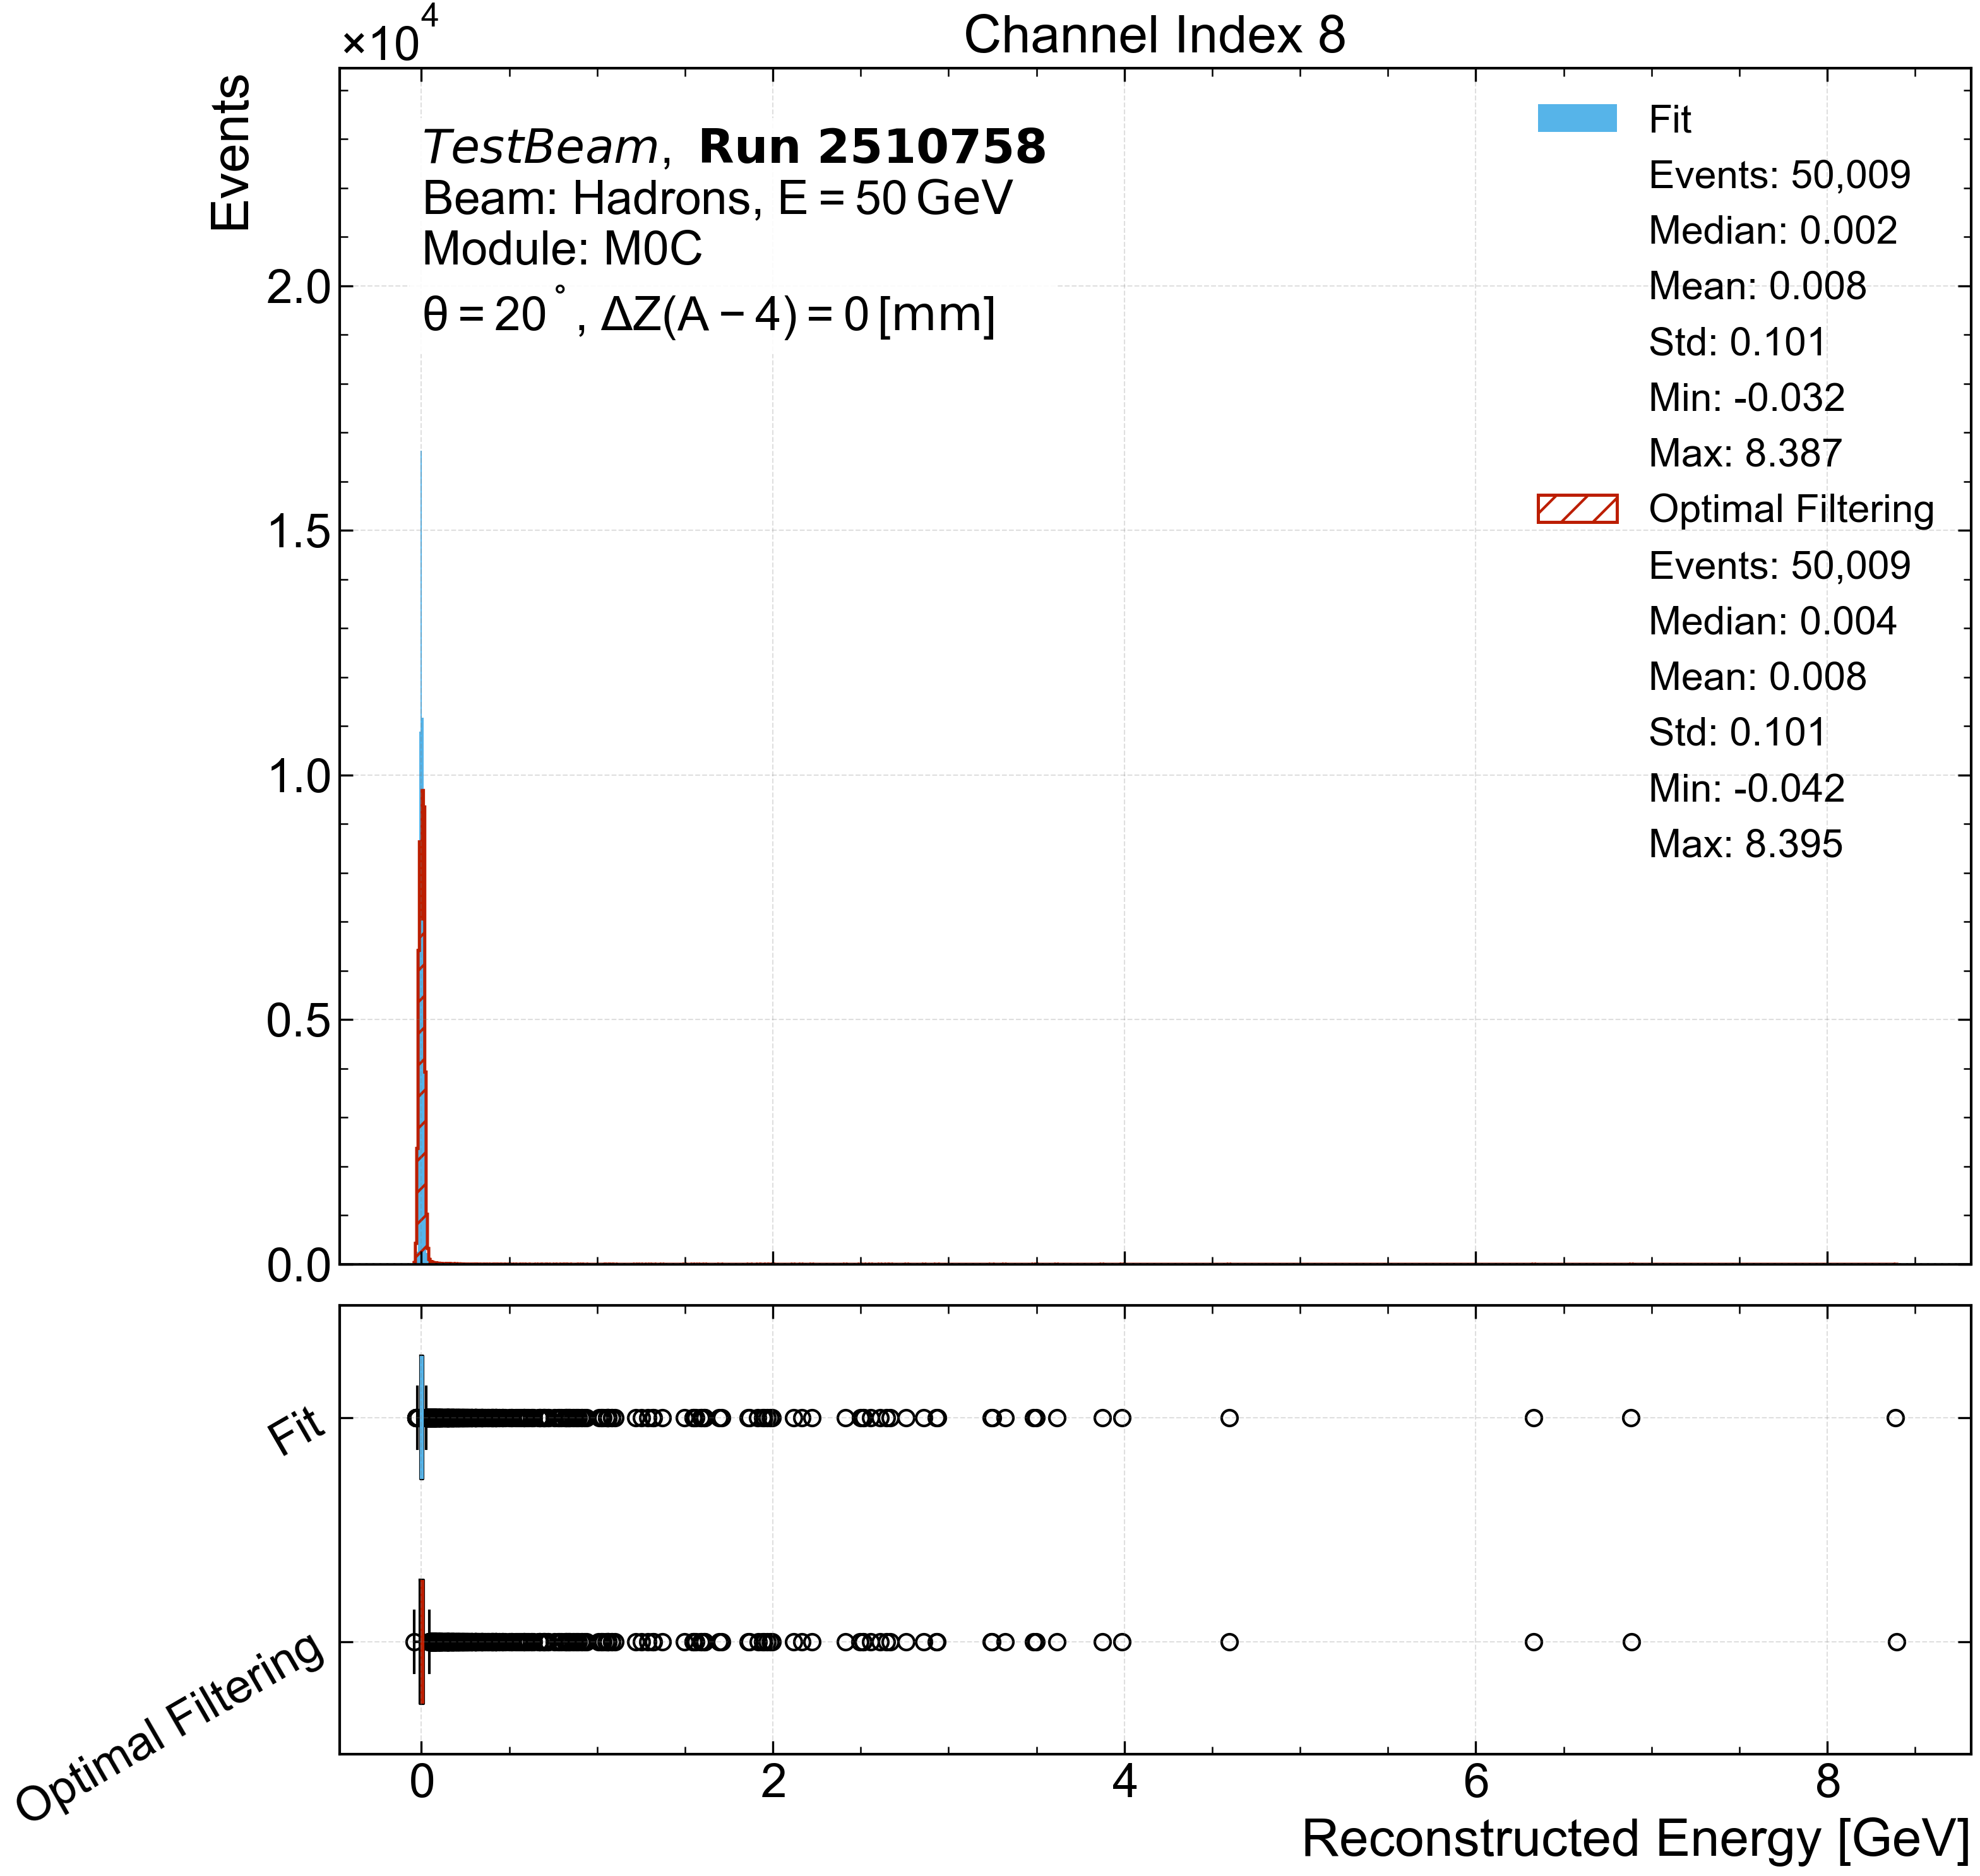 Channel Index 8
×10⁴
Events
TestBeam, Run 2510758
Beam: Hadrons, E = 50 GeV
Module: M0C
θ = 20°, ΔZ(A − 4) = 0 [mm]
Fit
Events: 50,009
Median: 0.002
Mean: 0.008
Std: 0.101
Min: -0.032
Max: 8.387
Optimal Filtering
Events: 50,009
Median: 0.004
Mean: 0.008
Std: 0.101
Min: -0.042
Max: 8.395
2.0
1.5
1.0
0.5
0.0
Fit
Optimal Filtering
0 2 4 6 8
Reconstructed Energy [GeV]